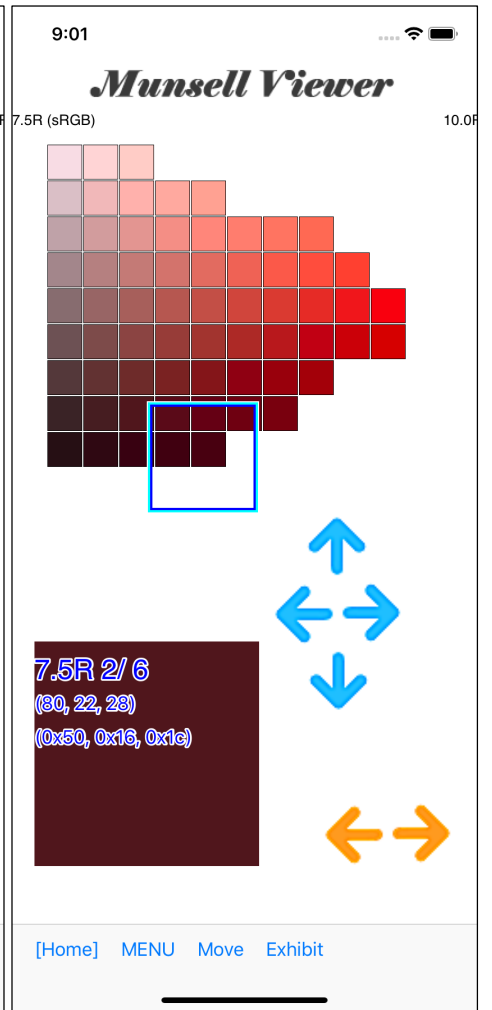 9:01
Munsell Viewer
7.5R (sRGB)
10.0R
7.5R 2/ 6
(80, 22, 28)
(0x50, 0x16, 0x1c)
[Home] MENU Move Exhibit